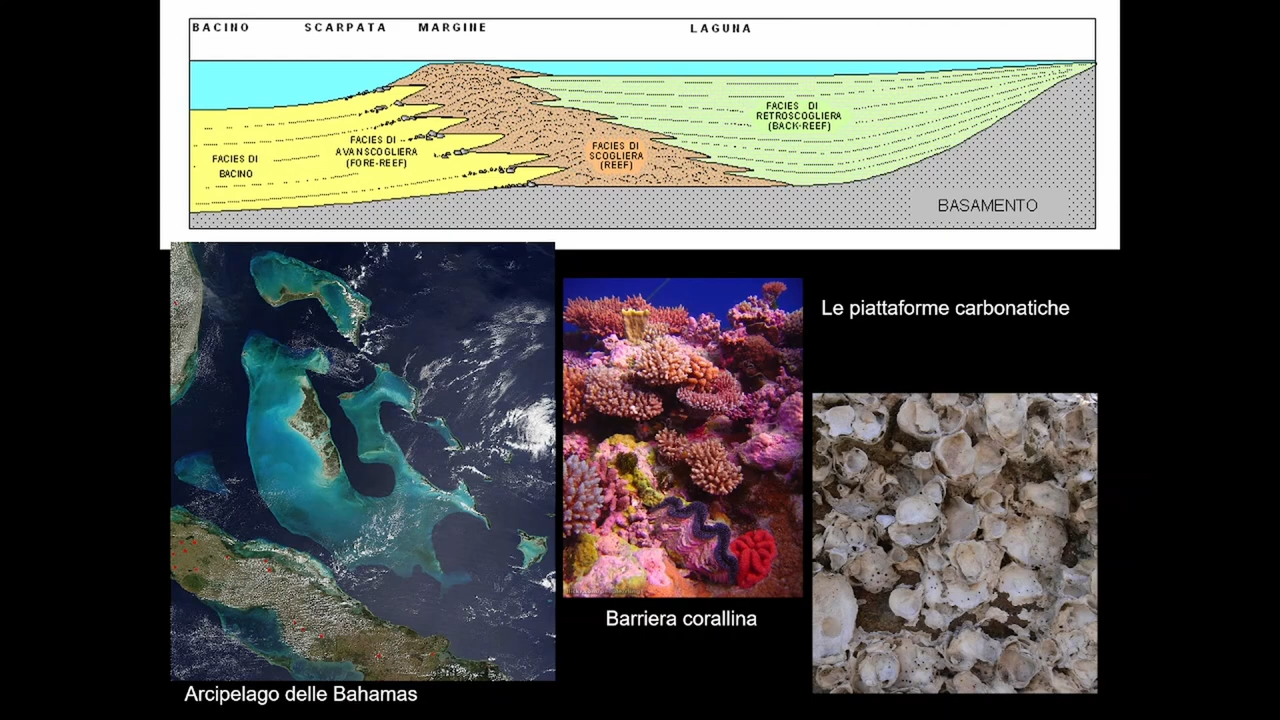 BACINO SCARPATA MARGINE LAGUNA
FACIES DI
RETROSCOGLIERA
(BACK-REEF)
FACIES DI
AVANSCOGLIERA
(FORE-REEF)
FACIES DI
SCOGLIERA
(REEF)
FACIES DI
BACINO
BASAMENTO
Le piattaforme carbonatiche
Barriera corallina
Arcipelago delle Bahamas